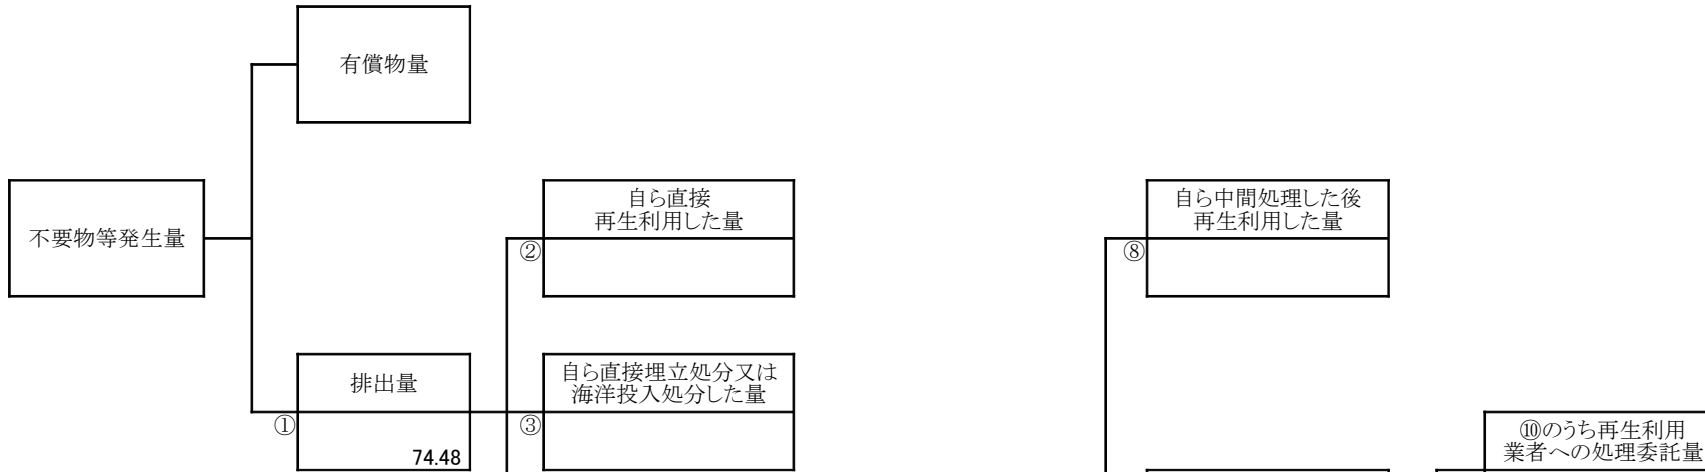 有償物量
自ら直接
再生利用した量
自ら中間処理した後
再生利用した量
不要物等発生量
②
⑧
排出量
自ら直接埋立処分又は
海洋投入処分した量
①
③
74.48
⑩のうち再生利用
業者への処理委託量